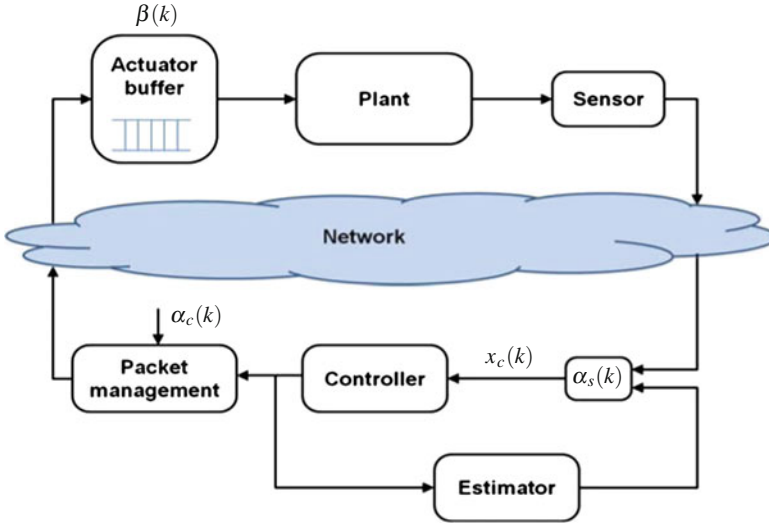 β(k)
Actuator
buffer
Plant
Sensor
Network
α_c(k)
Packet
management
Controller
x_c(k)
α_s(k)
Estimator